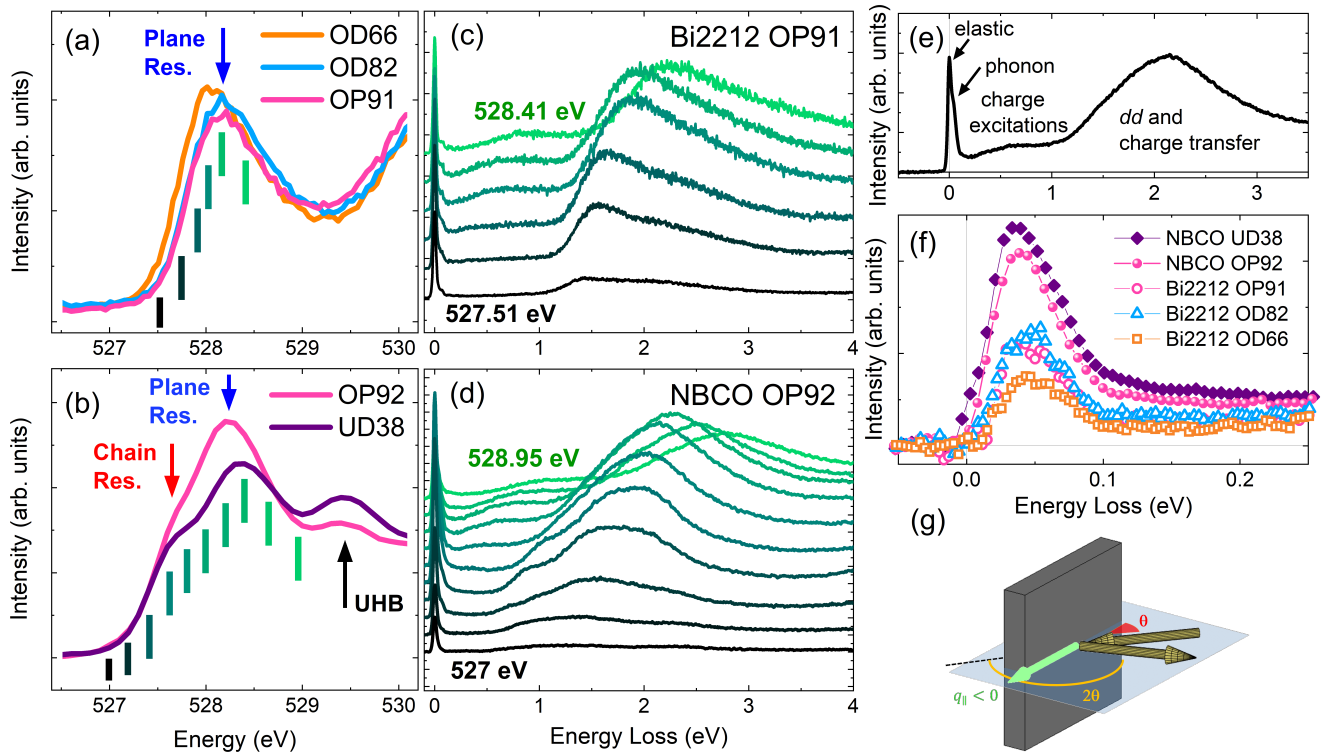 (a)
Plane
Res.
OD66
OD82
OP91
Intensity (arb. units)
527
528
529
530
(b)
Plane
Res.
Chain
Res.
OP92
UD38
UHB
Intensity (arb. units)
527
528
529
530
Energy (eV)
(c)
Bi2212 OP91
528.41 eV
527.51 eV
0
1
2
3
4
(d)
NBCO OP92
528.95 eV
527 eV
0
1
2
3
4
Energy Loss (eV)
(e)
elastic
phonon
charge
excitations
dd and
charge transfer
Intensity (arb. units)
0
1
2
3
(f)
NBCO UD38
NBCO OP92
Bi2212 OP91
Bi2212 OD82
Bi2212 OD66
Intensity (arb. units)
0.0
0.1
0.2
Energy Loss (eV)
(g)
θ
2θ
q∥ < 0